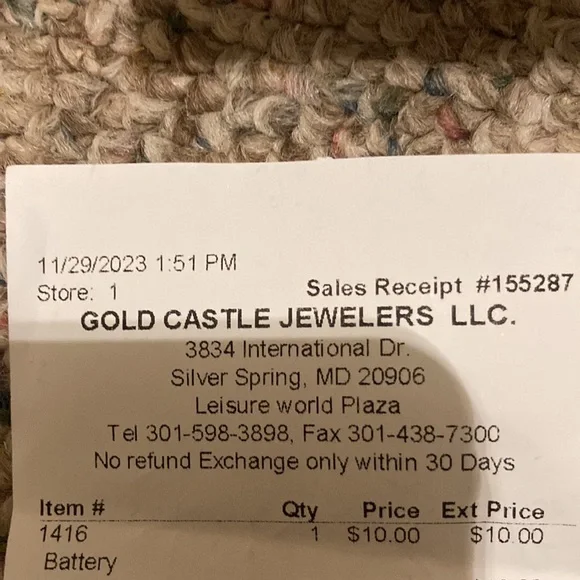 11/29/2023 1:51 PM
Store: 1 Sales Receipt #155287
GOLD CASTLE JEWELERS LLC.
3834 International Dr.
Silver Spring, MD 20906
Leisure world Plaza
Tel 301-598-3898, Fax 301-438-7300
No refund Exchange only within 30 Days
Item # Qty Price Ext Price
1416 1 $10.00 $10.00
Battery